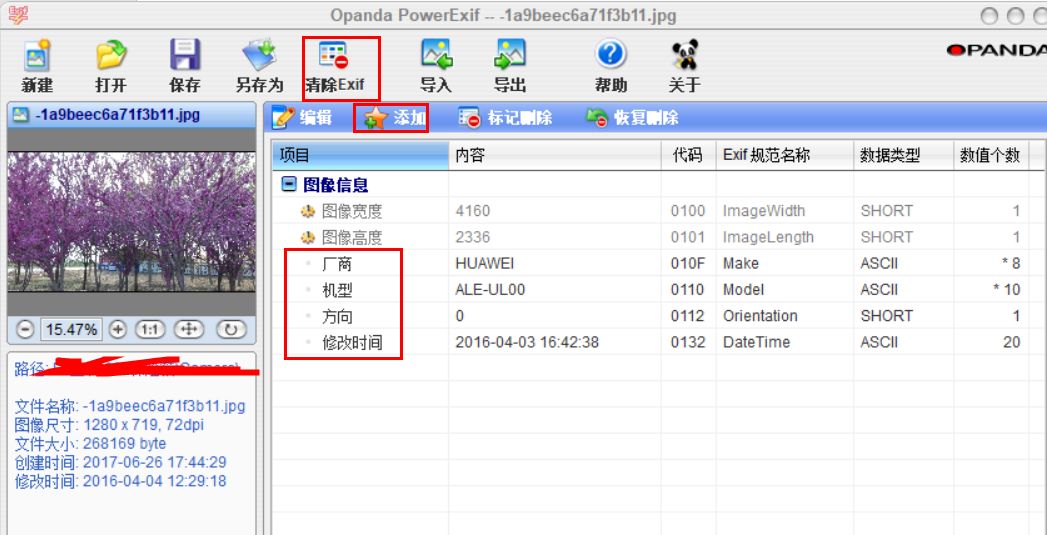 Opanda PowerExif -- -1a9beec6a71f3b11.jpg
新建 打开 保存 另存为 清除Exif 导入 导出 帮助 关于
OPANDA
-1a9beec6a71f3b11.jpg
编辑 添加 标记删除 恢复删除
项目 内容 代码 Exif 规范名称 数据类型 数值个数
图像信息
图像宽度 4160 0100 ImageWidth SHORT 1
图像高度 2336 0101 ImageLength SHORT 1
厂商 HUAWEI 010F Make ASCII * 8
机型 ALE-UL00 0110 Model ASCII * 10
方向 0 0112 Orientation SHORT 1
修改时间 2016-04-03 16:42:38 0132 DateTime ASCII 20
15.47% 1:1
路径:
文件名称: -1a9beec6a71f3b11.jpg
图像尺寸: 1280 x 719, 72dpi
文件大小: 268169 byte
创建时间: 2017-06-26 17:44:29
修改时间: 2016-04-04 12:29:18